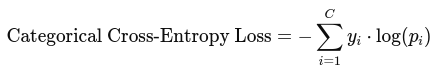 Categorical Cross-Entropy Loss = − ∑_{i=1}^{C} y_i · log(p_i)